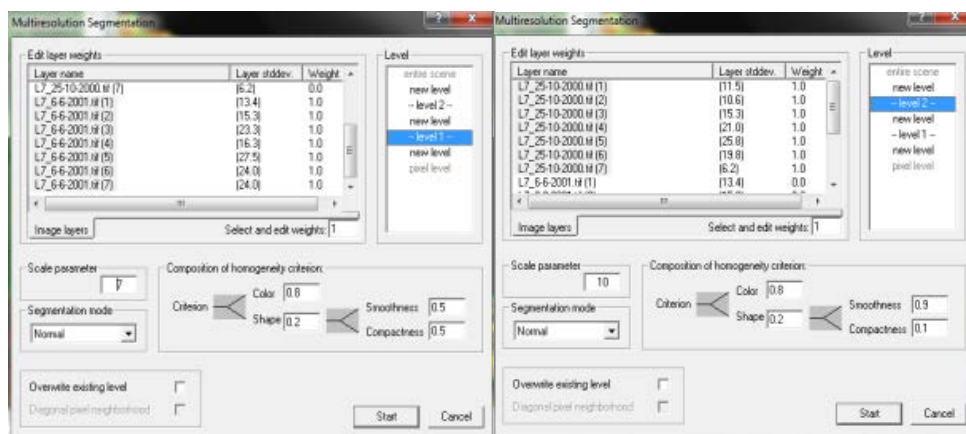 Multiresolution Segmentation
Edit layer weights
Layer name Layer stddev. Weight
L7_25-10-2000.tif (7) (6.2) 0.0
L7_6-6-2001.tif (1) (13.4) 1.0
L7_6-6-2001.tif (2) (15.3) 1.0
L7_6-6-2001.tif (3) (23.3) 1.0
L7_6-6-2001.tif (4) (16.3) 1.0
L7_6-6-2001.tif (5) (27.5) 1.0
L7_6-6-2001.tif (6) (24.0) 1.0
L7_6-6-2001.tif (7) (24.0) 1.0
Image layers
Select and edit weights: 1
Level
entire scene
new level
-- level 2 --
new level
-- level 1 --
new level
pixel level
Scale parameter
7
Segmentation mode
Normal
Composition of homogeneity criterion:
Criterion
Color 0.8
Shape 0.2
Smoothness 0.5
Compactness 0.5
Overwrite existing level
Diagonal pixel neighborhood
Start Cancel
Multiresolution Segmentation
Edit layer weights
Layer name Layer stddev. Weight
L7_25-10-2000.tif (1) (11.5) 1.0
L7_25-10-2000.tif (2) (10.6) 1.0
L7_25-10-2000.tif (3) (15.3) 1.0
L7_25-10-2000.tif (4) (21.0) 1.0
L7_25-10-2000.tif (5) (25.8) 1.0
L7_25-10-2000.tif (6) (19.8) 1.0
L7_25-10-2000.tif (7) (6.2) 1.0
L7_6-6-2001.tif (1) (13.4) 0.0
Image layers
Select and edit weights: 1
Level
entire scene
new level
-- level 2 --
new level
-- level 1 --
new level
pixel level
Scale parameter
10
Segmentation mode
Normal
Composition of homogeneity criterion:
Criterion
Color 0.8
Shape 0.2
Smoothness 0.9
Compactness 0.1
Overwrite existing level
Diagonal pixel neighborhood
Start Cancel